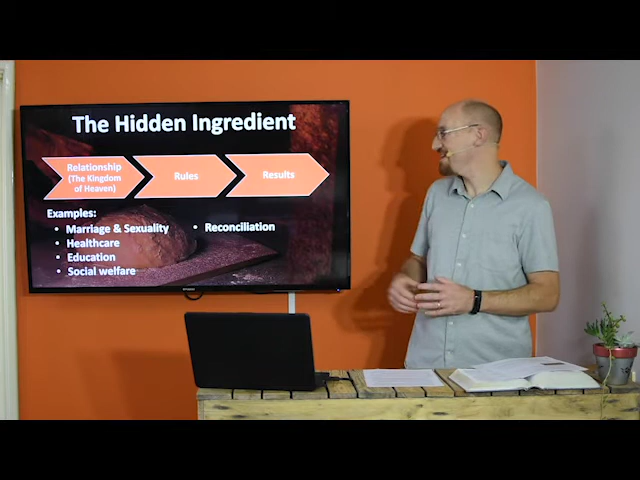 The Hidden Ingredient
Relationship
(The Kingdom
of Heaven)
Rules
Results
Examples:
• Marriage & Sexuality
• Healthcare
• Education
• Social welfare
• Reconciliation